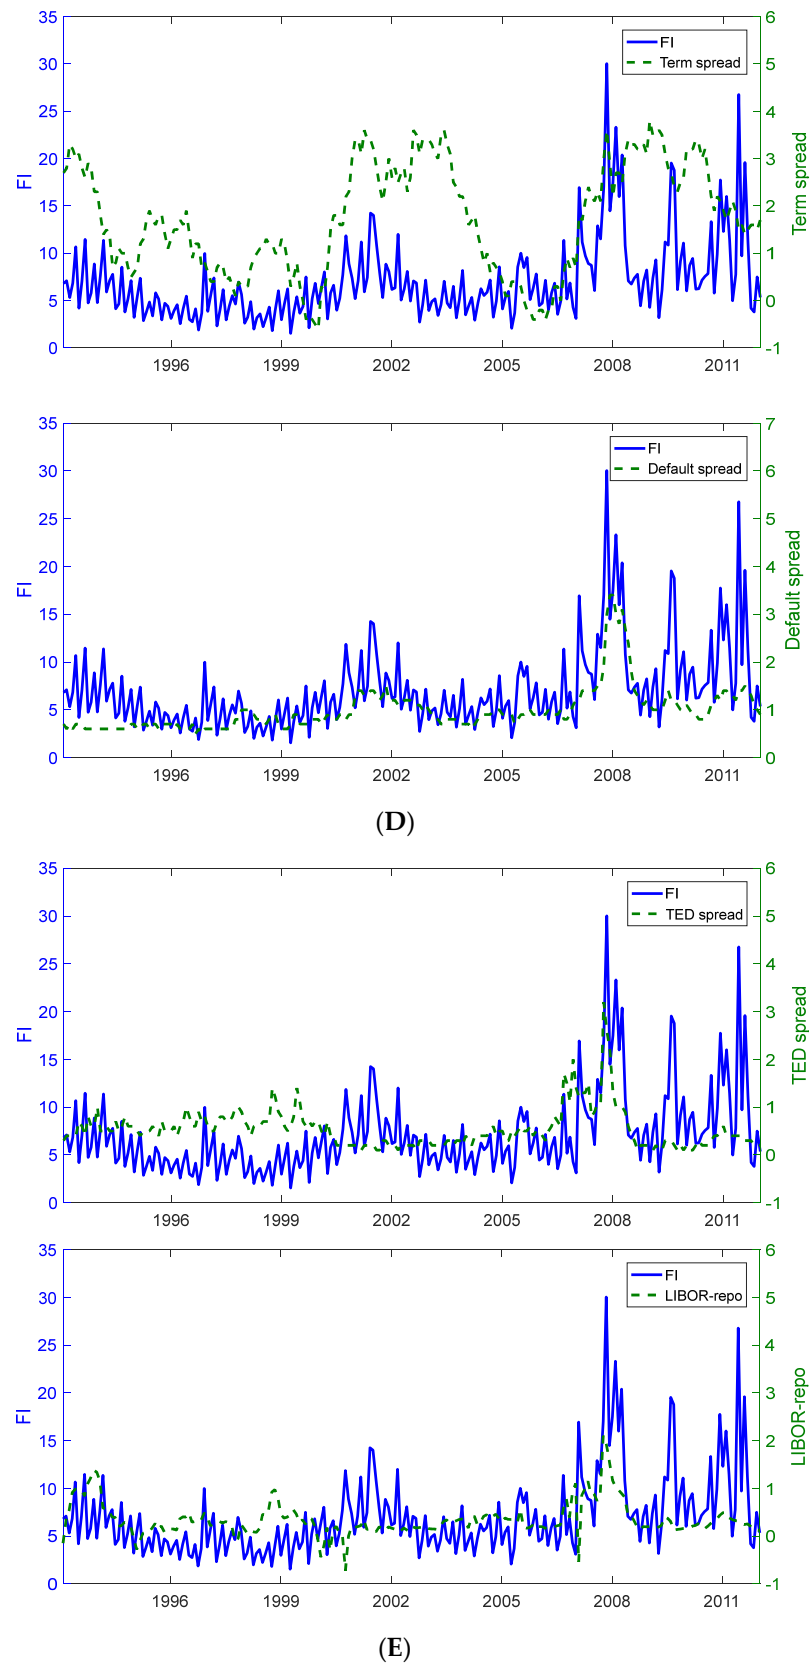 35 6
30 5
25 4
20 3
15 2
10 1
5 0
0 -1
FI
Term spread
FI
Term spread
1996 1999 2002 2005 2008 2011
35 7
30 6
25 5
20 4
15 3
10 2
5 1
0 0
FI
Default spread
FI
Default spread
1996 1999 2002 2005 2008 2011
(D)
35 6
30 5
25 4
20 3
15 2
10 1
5 0
0 -1
FI
TED spread
FI
TED spread
1996 1999 2002 2005 2008 2011
35 6
30 5
25 4
20 3
15 2
10 1
5 0
0 -1
FI
LIBOR-repo
FI
LIBOR-repo
1996 1999 2002 2005 2008 2011
(E)